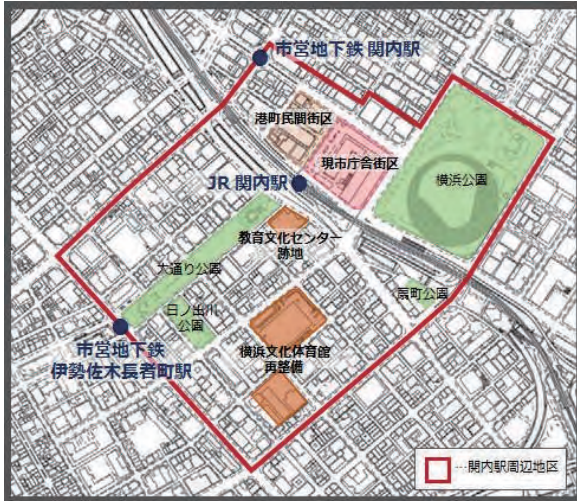 市営地下鉄 関内駅
港町民間街区
現市庁舎街区
横浜公園
JR 関内駅
教育文化センター
跡地
大通り公園
扇町公園
日ノ出川
公園
市営地下鉄
伊勢佐木長者町駅
横浜文化体育館
再整備
…関内駅周辺地区